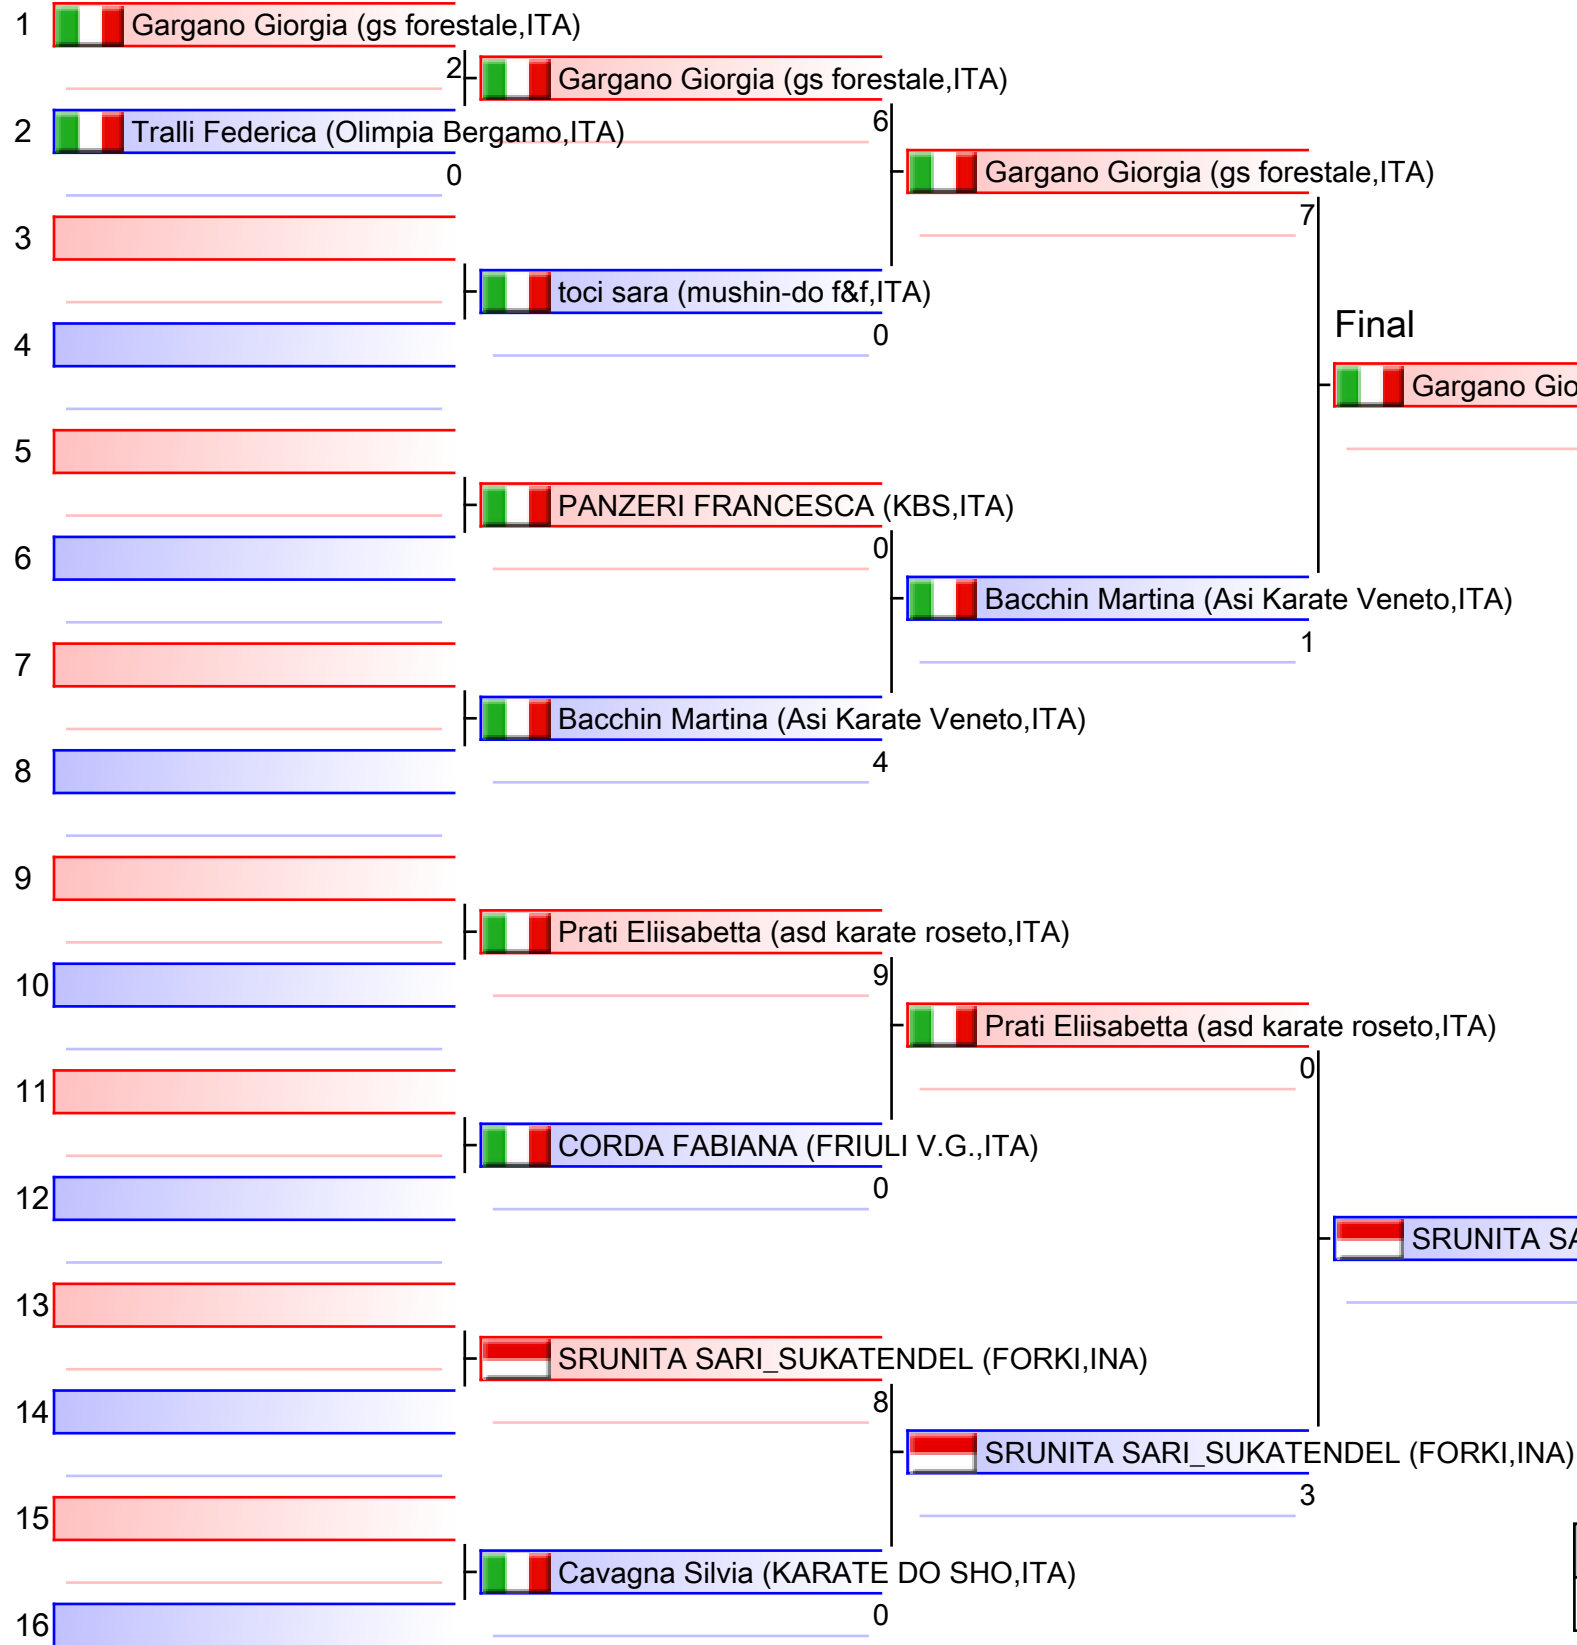 1 Gargano Giorgia (gs forestale,ITA)
2 Gargano Giorgia (gs forestale,ITA)
2 Tralli Federica (Olimpia Bergamo,ITA)
6
Gargano Giorgia (gs forestale,ITA)
0
7
3
toci sara (mushin-do f&f,ITA)
0
4
Final
Gargano Gio
5
PANZERI FRANCESCA (KBS,ITA)
0
6
Bacchin Martina (Asi Karate Veneto,ITA)
1
7
Bacchin Martina (Asi Karate Veneto,ITA)
4
8
9
Prati Eliisabetta (asd karate roseto,ITA)
9
10
Prati Eliisabetta (asd karate roseto,ITA)
0
11
CORDA FABIANA (FRIULI V.G.,ITA)
0
12
SRUNITA SA
13
SRUNITA SARI_SUKATENDEL (FORKI,INA)
8
14
SRUNITA SARI_SUKATENDEL (FORKI,INA)
3
15
Cavagna Silvia (KARATE DO SHO,ITA)
0
16